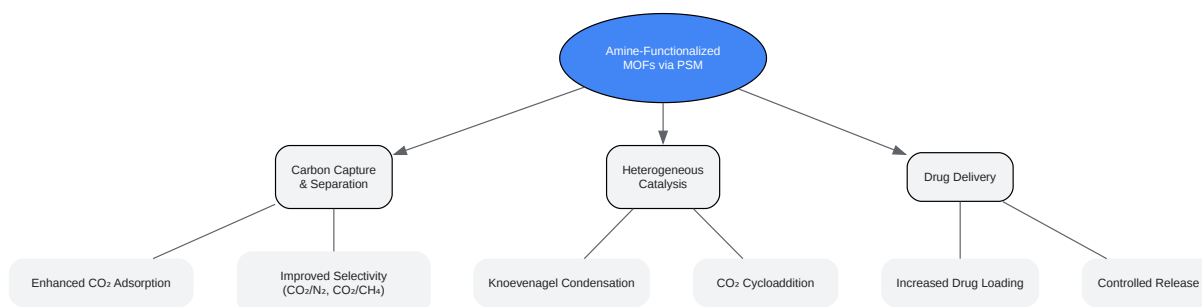 Amine-Functionalized
MOFs via PSM
Carbon Capture
& Separation
Heterogeneous
Catalysis
Drug Delivery
Enhanced CO₂ Adsorption
Improved Selectivity
(CO₂/N₂, CO₂/CH₄)
Knoevenagel Condensation
CO₂ Cycloaddition
Increased Drug Loading
Controlled Release